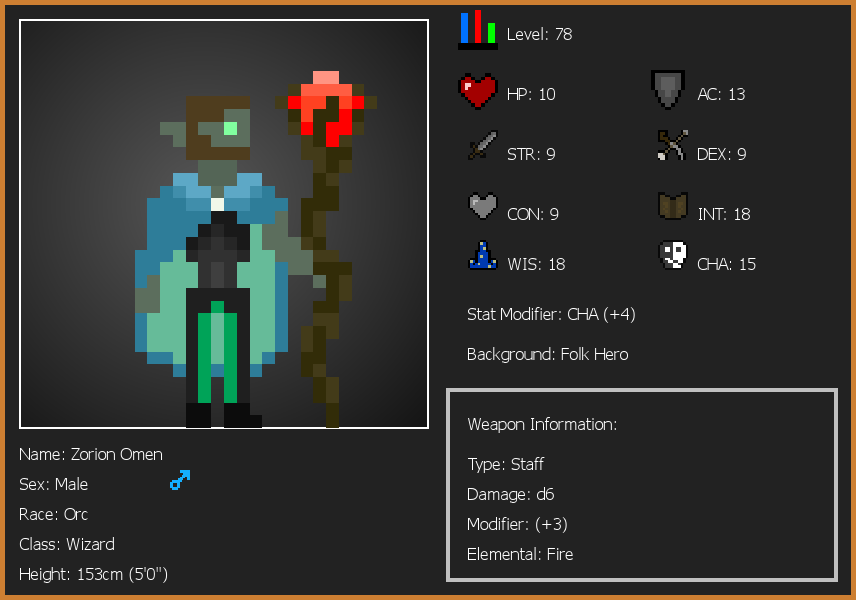 Level: 78
HP: 10
AC: 13
STR: 9
DEX: 9
CON: 9
INT: 18
WIS: 18
CHA: 15
Stat Modifier: CHA (+4)
Background: Folk Hero
Weapon Information:
Type: Staff
Damage: d6
Modifier: (+3)
Elemental: Fire
Name: Zorion Omen
Sex: Male
Race: Orc
Class: Wizard
Height: 153cm (5'0")